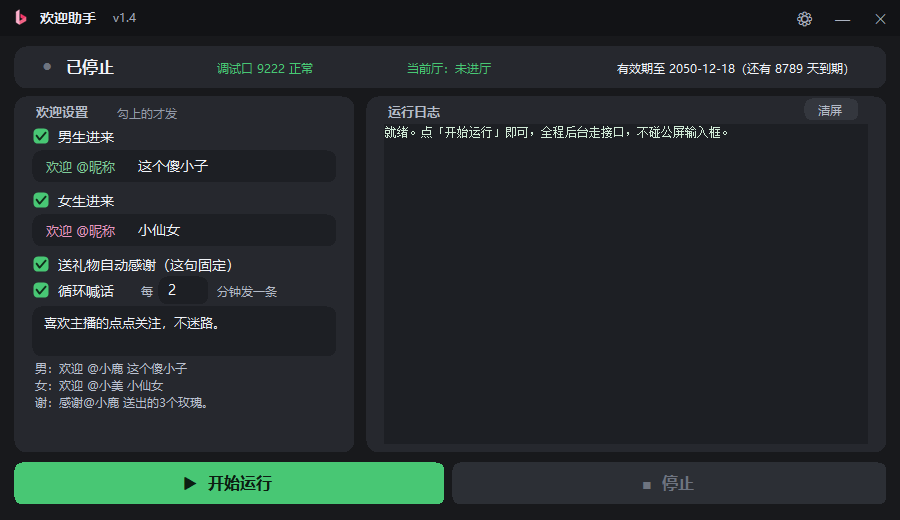 欢迎助手 v1.4
已停止 调试口 9222 正常 当前厅：未进厅 有效期至 2050-12-18（还有 8789 天到期）
欢迎设置 勾上的才发
男生进来
欢迎 @昵称 这个傻小子
女生进来
欢迎 @昵称 小仙女
送礼物自动感谢（这句固定）
循环喊话 每 2 分钟发一条
喜欢主播的点点关注，不迷路。
男：欢迎 @小鹿 这个傻小子
女：欢迎 @小美 小仙女
谢：感谢@小鹿 送出的3个玫瑰。
运行日志 清屏
就绪。点「开始运行」即可，全程后台走接口，不碰公屏输入框。
▶ 开始运行
■ 停止